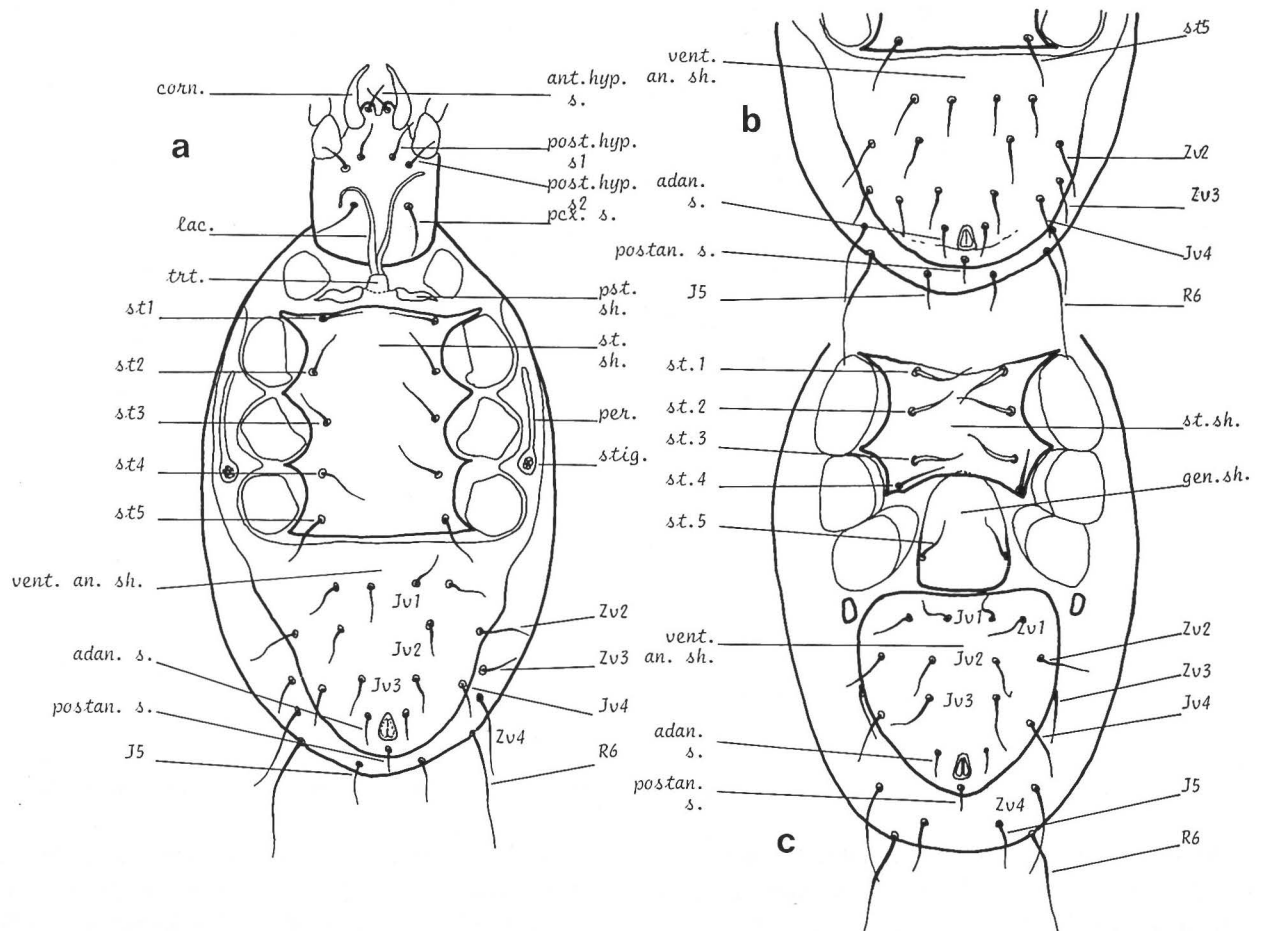 a
corn.
ant.hyp.
s.
post.hyp.
s1
post.hyp.
s2
pcx. s.
lac.
trt.
pst.
sh.
st1
st.
sh.
st2
st3
per.
st4
stig.
st5
vent. an. sh.
Jv1
Zv2
Jv2
adan. s.
Zv3
Jv3
postan. s.
Jv4
Zv4
J5
R6
b
st5
vent.
an. sh.
Zv2
adan.
s.
Zv3
postan. s.
Jv4
J5
R6
st.1
st.2
st.sh.
st.3
st.4
gen.sh.
st.5
Jv1
Zv1
vent.
an. sh.
Jv2
Zv2
Zv3
Jv3
Jv4
adan.
s.
postan.
s.
Zv4
J5
c
R6